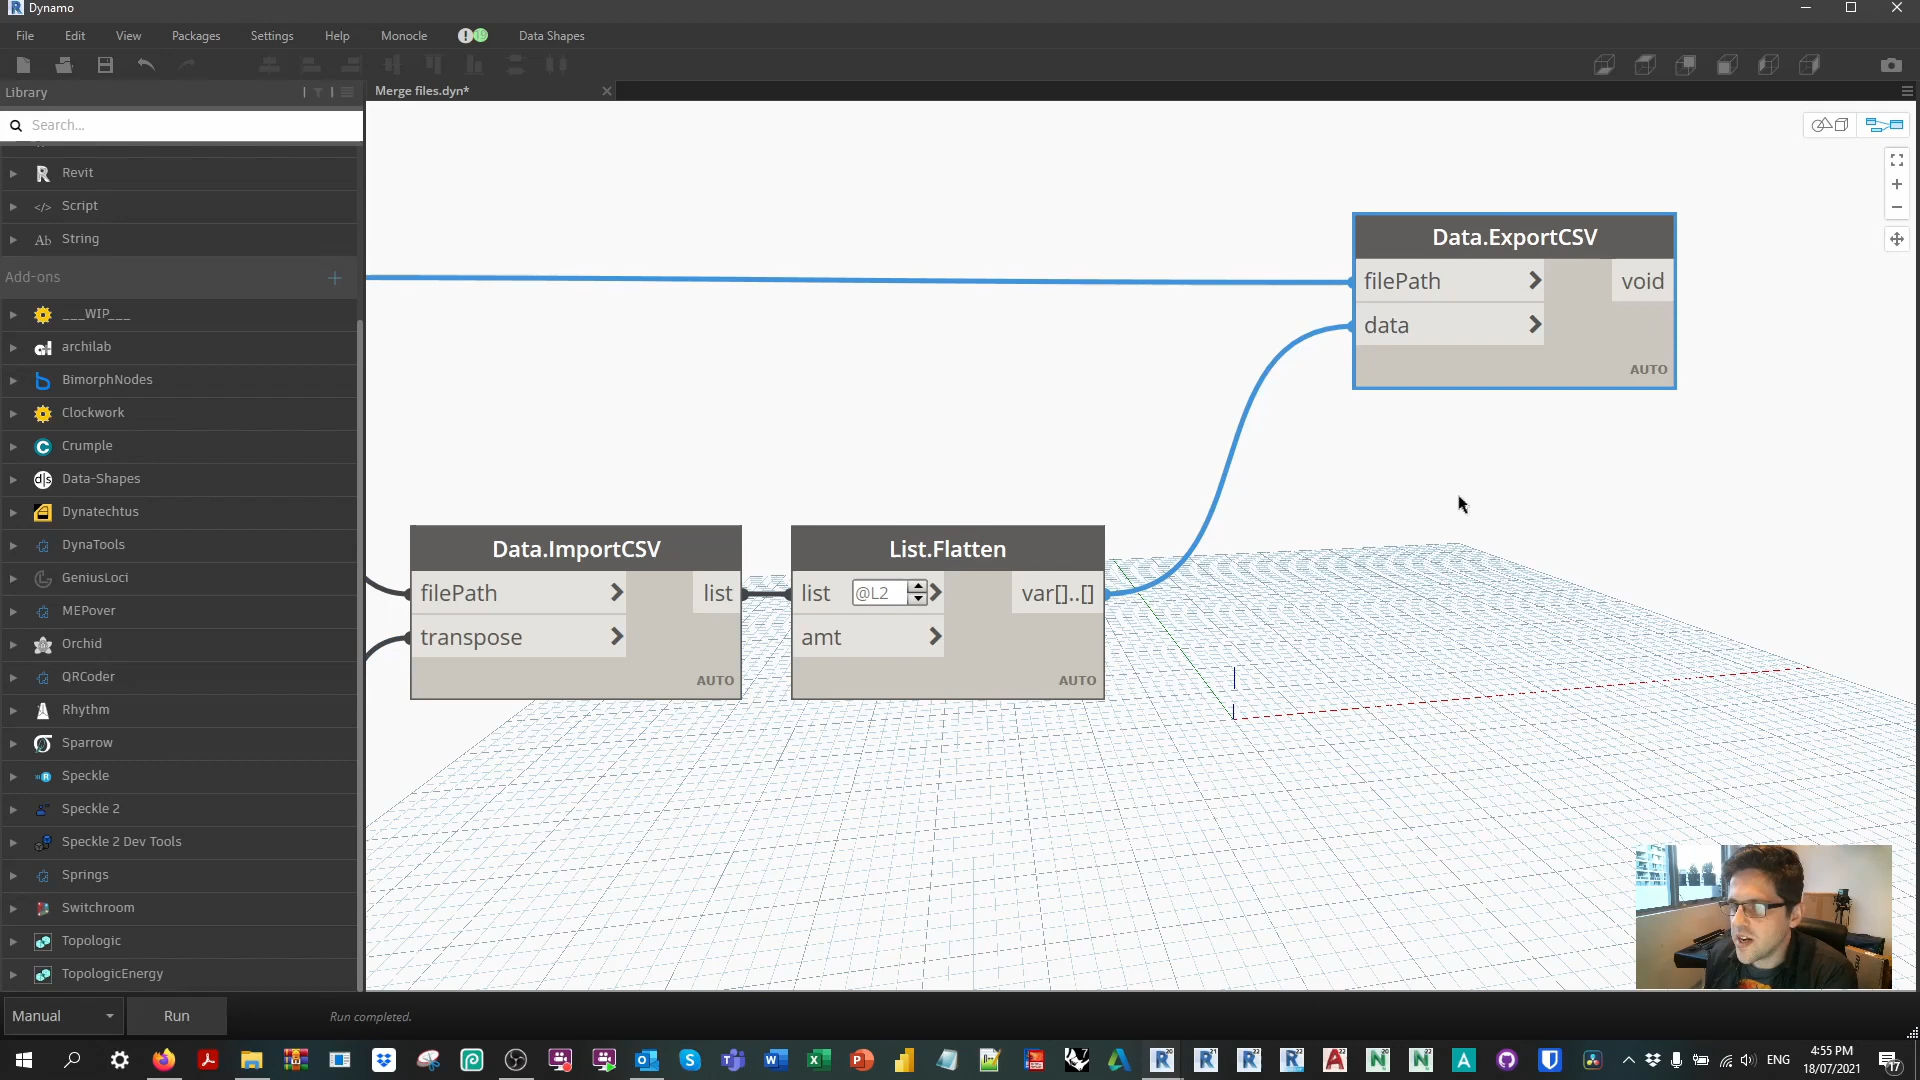 Dynamo
File
Edit
View
Packages
Settings
Help
Monocle
Data Shapes
Library
Merge files.dyn*
Search...
Revit
Script
Ab String
Add-ons
___WIP___
archilab
BimorphNodes
Clockwork
Crumple
Data-Shapes
Dynatechtus
DynaTools
GeniusLoci
MEPover
Orchid
QRCoder
Rhythm
Sparrow
Speckle
Speckle 2
Speckle 2 Dev Tools
Springs
Switchroom
Topologic
TopologicEnergy
Data.ExportCSV
filePath
void
data
AUTO
Data.ImportCSV
filePath
list
transpose
AUTO
List.Flatten
list
@L2
var[]..[]
amt
AUTO
Manual
Run
Run completed.
ENG
4:55 PM
18/07/2021
17